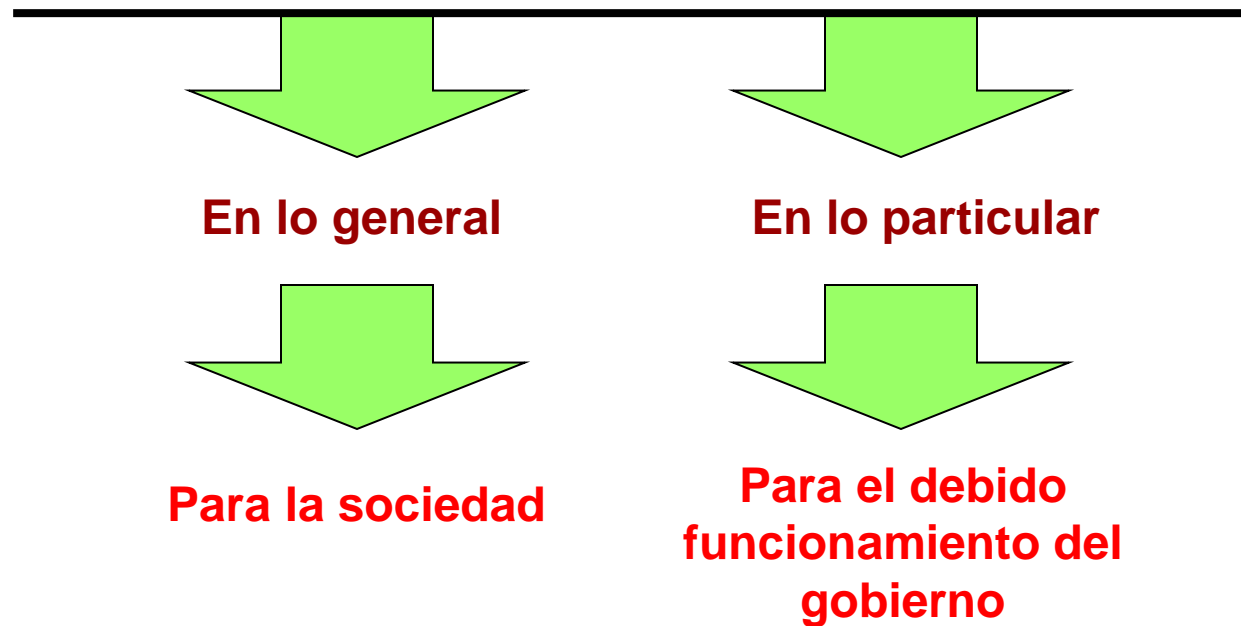 En lo general
En lo particular
Para la sociedad
Para el debido
funcionamiento del
gobierno